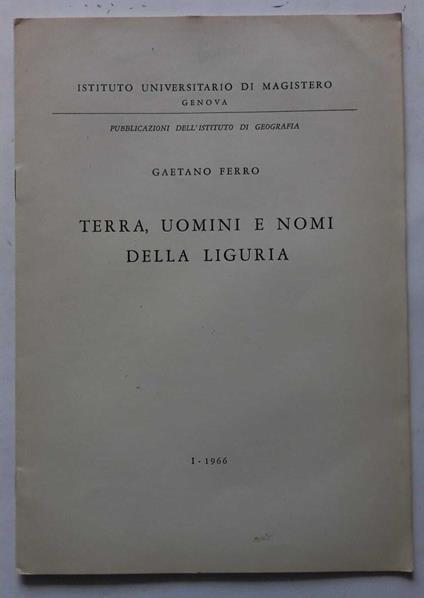 ISTITUTO UNIVERSITARIO DI MAGISTERO
GENOVA
PUBBLICAZIONI DELL'ISTITUTO DI GEOGRAFIA
GAETANO FERRO
TERRA, UOMINI E NOMI
DELLA LIGURIA
I - 1966